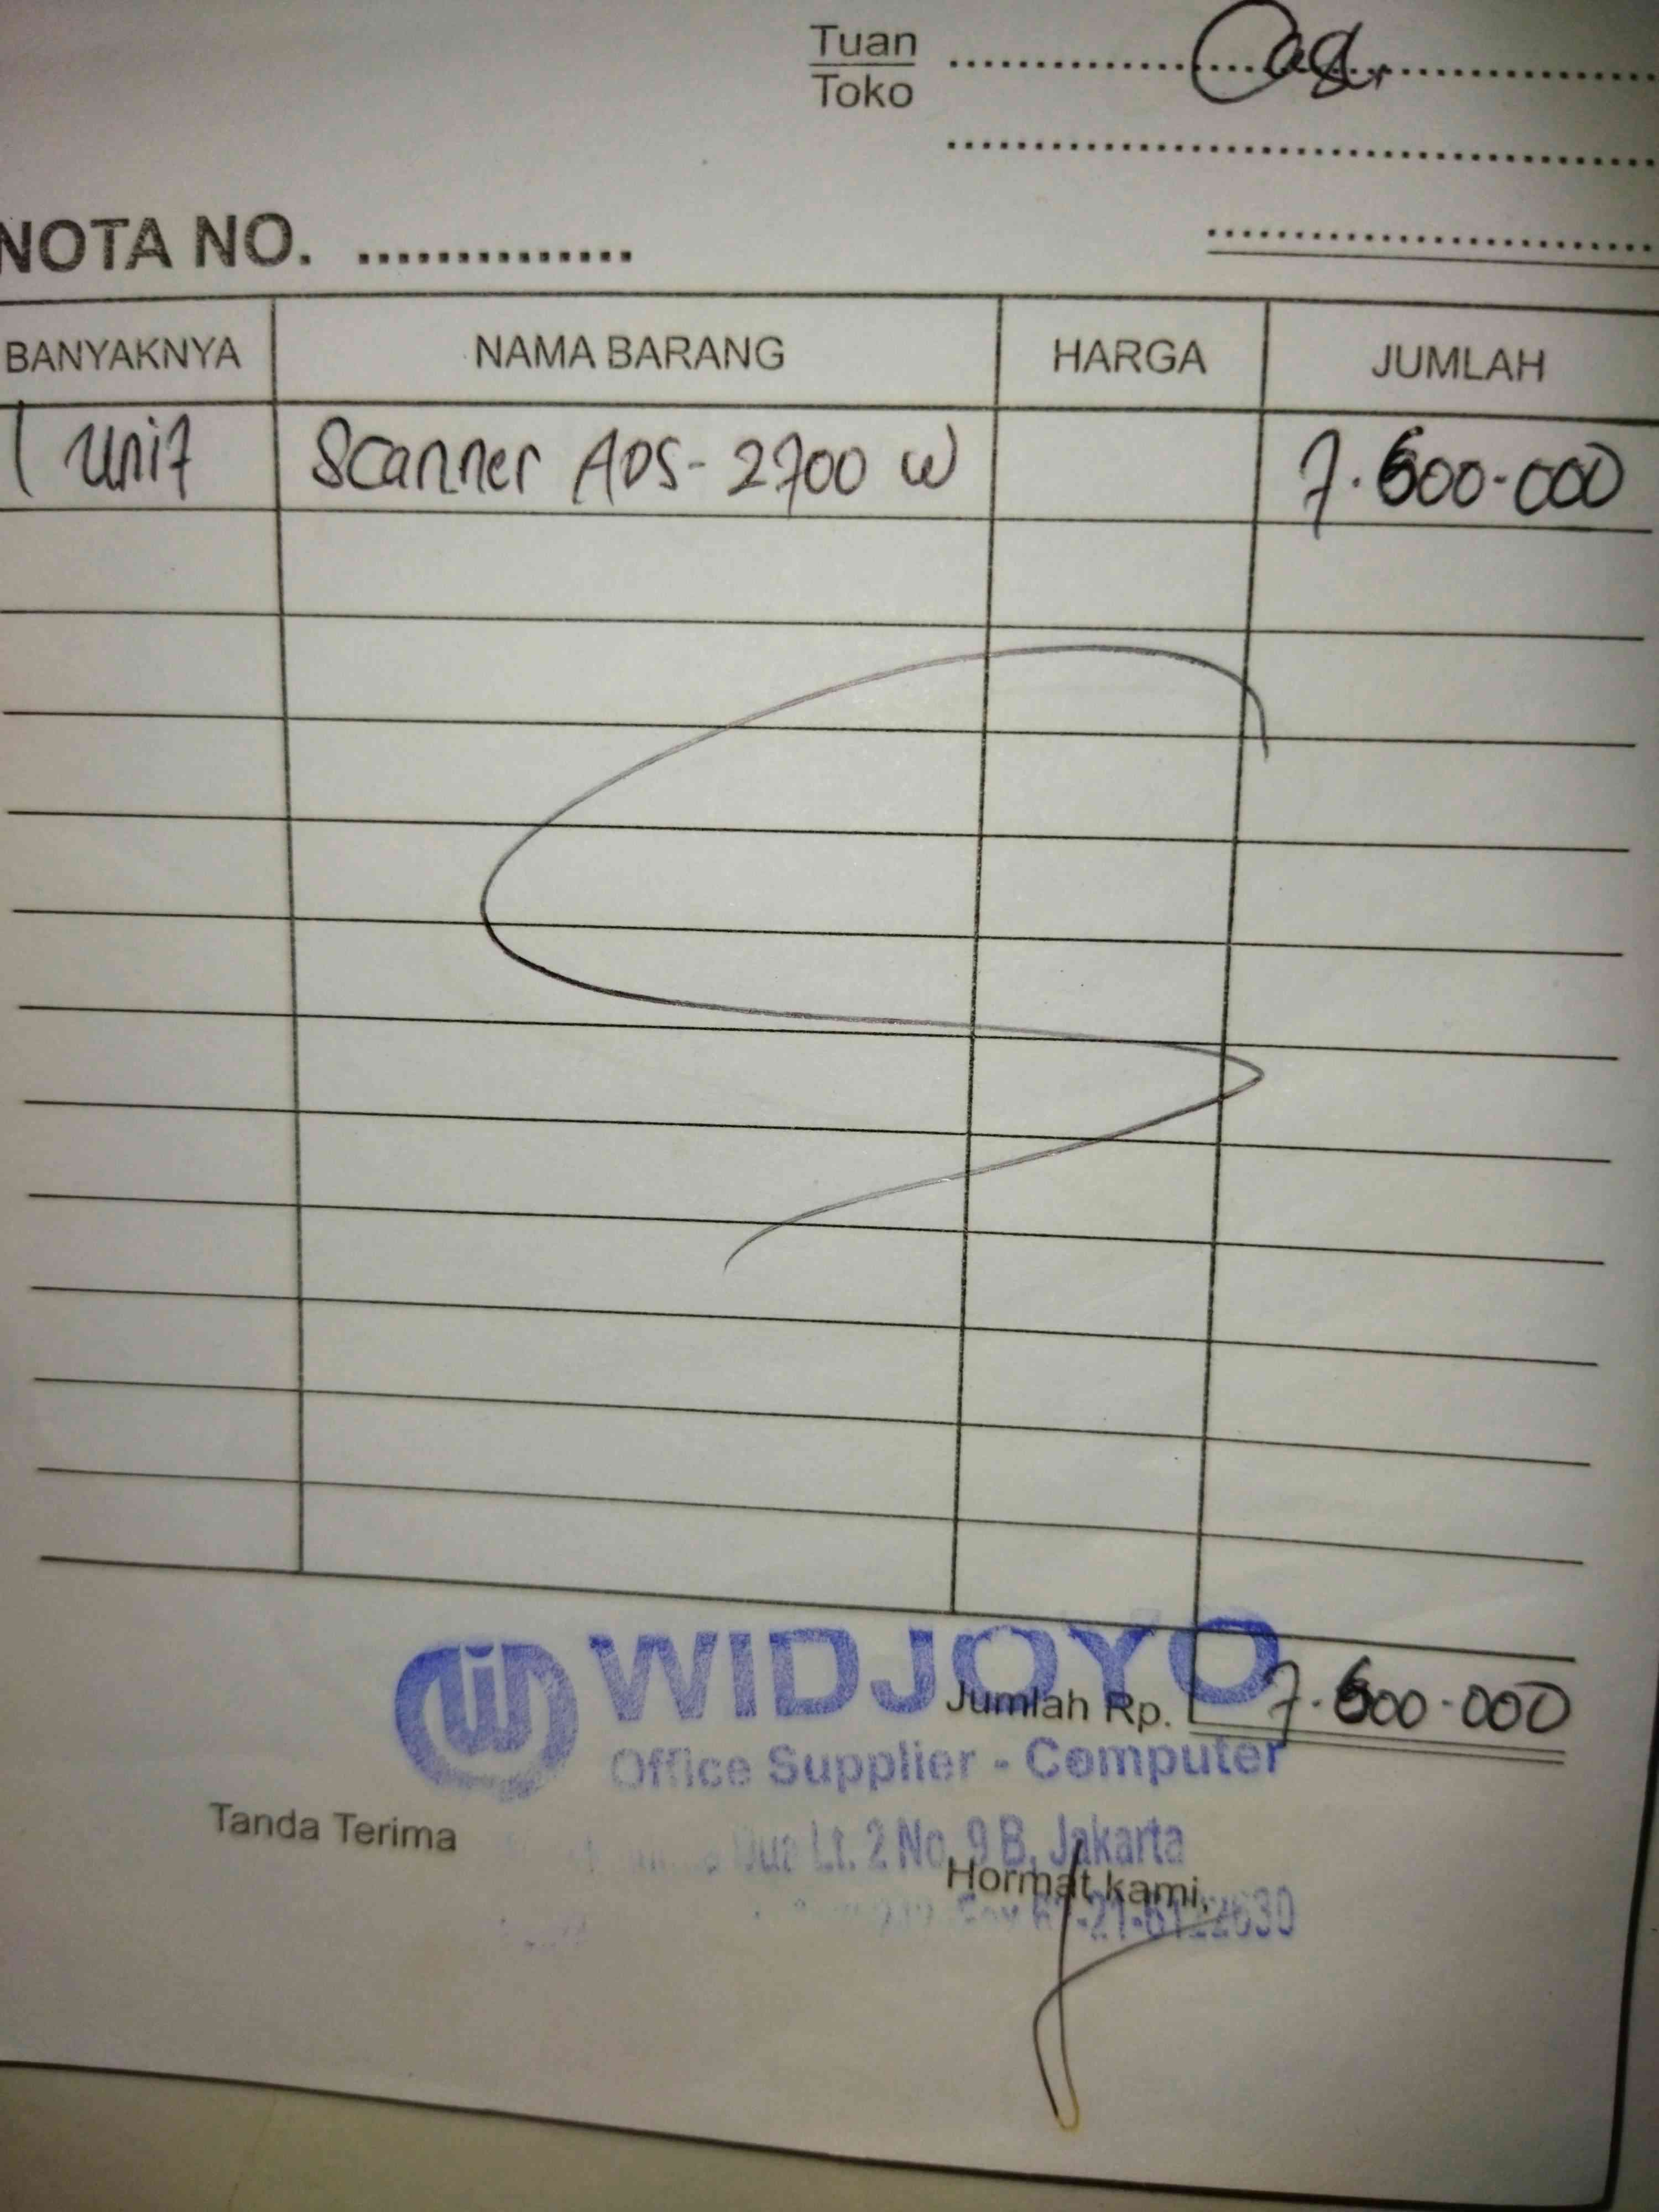 Tuan
Toko
NOTA NO. ..............
BANYAKNYA NAMA BARANG HARGA JUMLAH
1 Unit Scanner ADS-2700 W 7.600.000
WIDJOYO
Jumlah Rp. 7.600.000
Office Supplier - Computer
Tanda Terima
Dua Lt. 2 No. 9 B, Jakarta
Hormat kami,